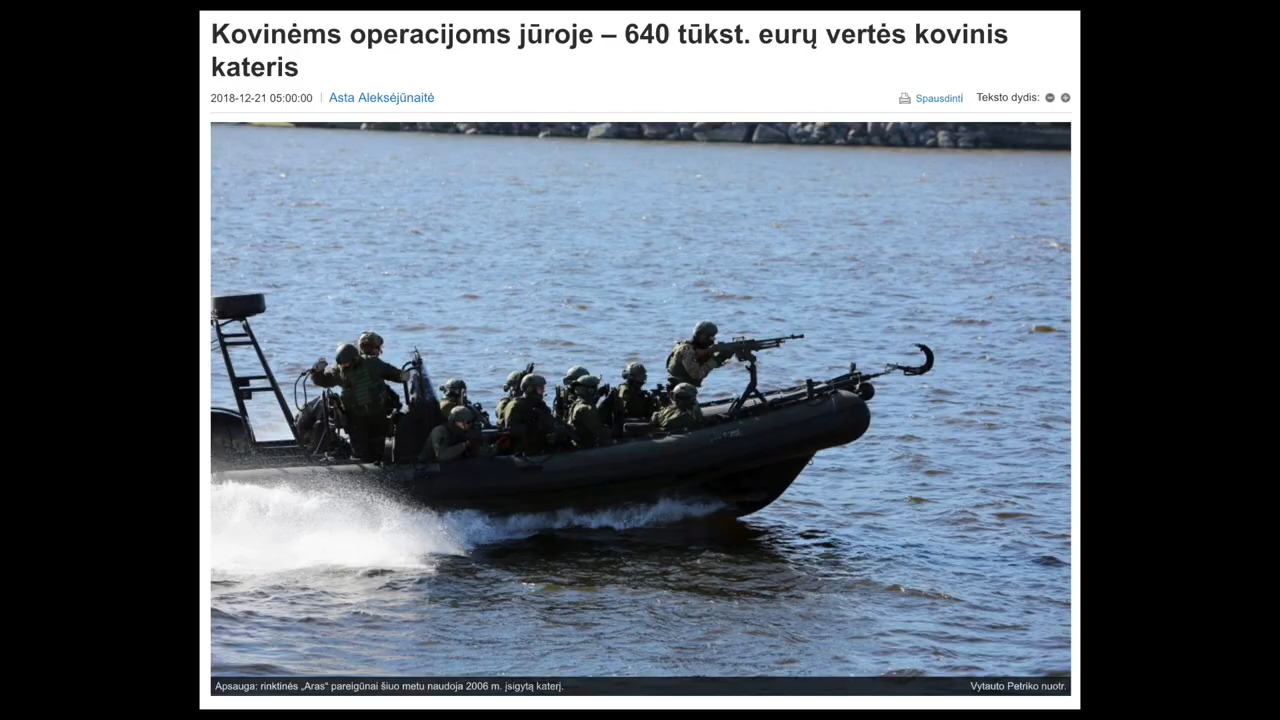 Kovinėms operacijoms jūroje – 640 tūkst. eurų vertės kovinis
kateris
2018-12-21 05:00:00 Asta Aleksėjūnaitė Spausdinti Teksto dydis:
Apsauga: rinktinės „Aras“ pareigūnai šiuo metu naudoja 2006 m. įsigytą katerį. Vytauto Petriko nuotr.